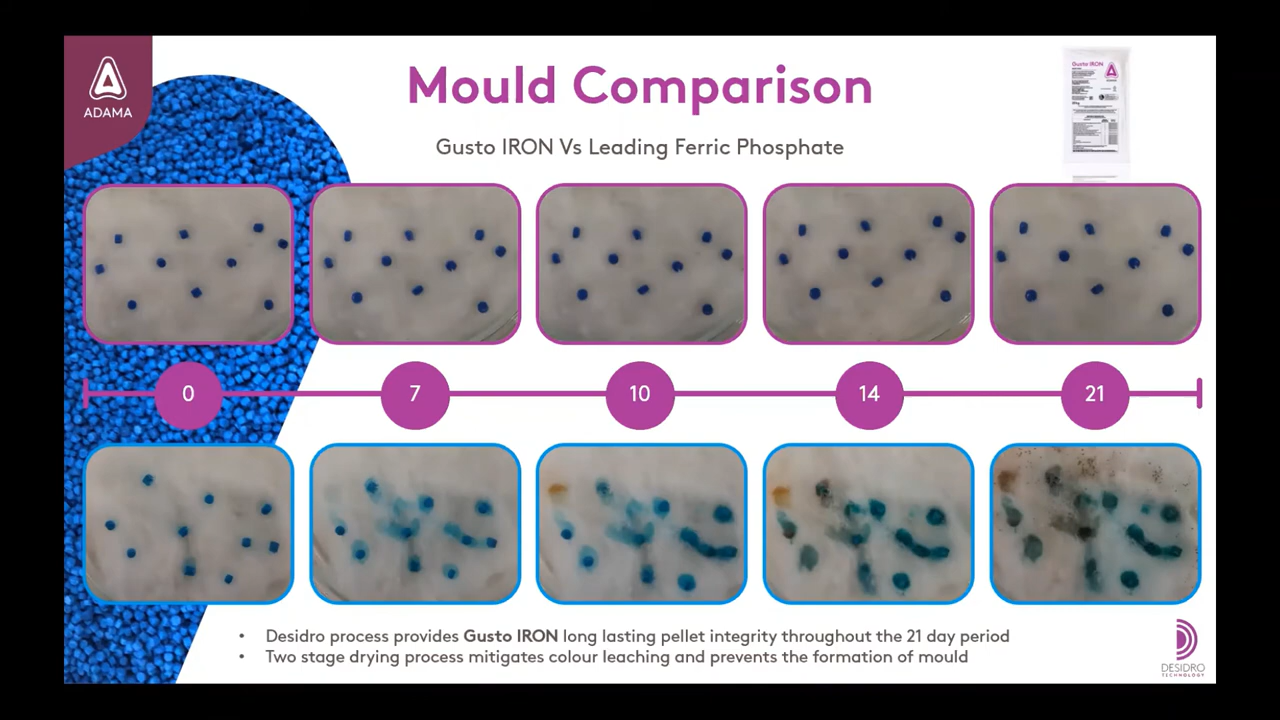 ADAMA
Mould Comparison
Gusto IRON Vs Leading Ferric Phosphate
Gusto IRON
0
7
10
14
21
• Desidro process provides Gusto IRON long lasting pellet integrity throughout the 21 day period
• Two stage drying process mitigates colour leaching and prevents the formation of mould
DESIDRO
TECHNOLOGY